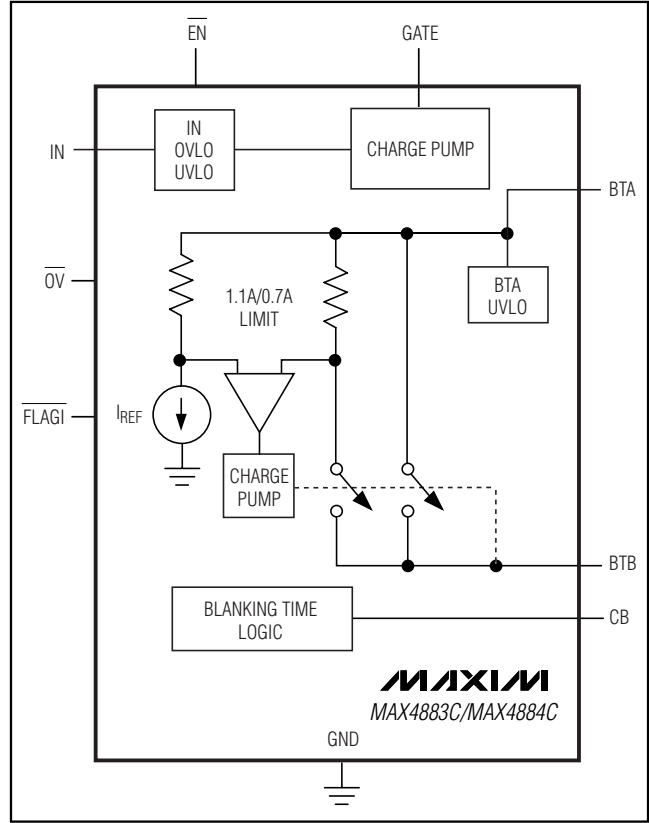 EN
GATE
IN
IN
OVLO
UVLO
CHARGE PUMP
BTA
OV
1.1A/0.7A
LIMIT
BTA
UVLO
FLAGI
IREF
CHARGE
PUMP
BTB
BLANKING TIME
LOGIC
CB
MAXIM
MAX4883C/MAX4884C
GND